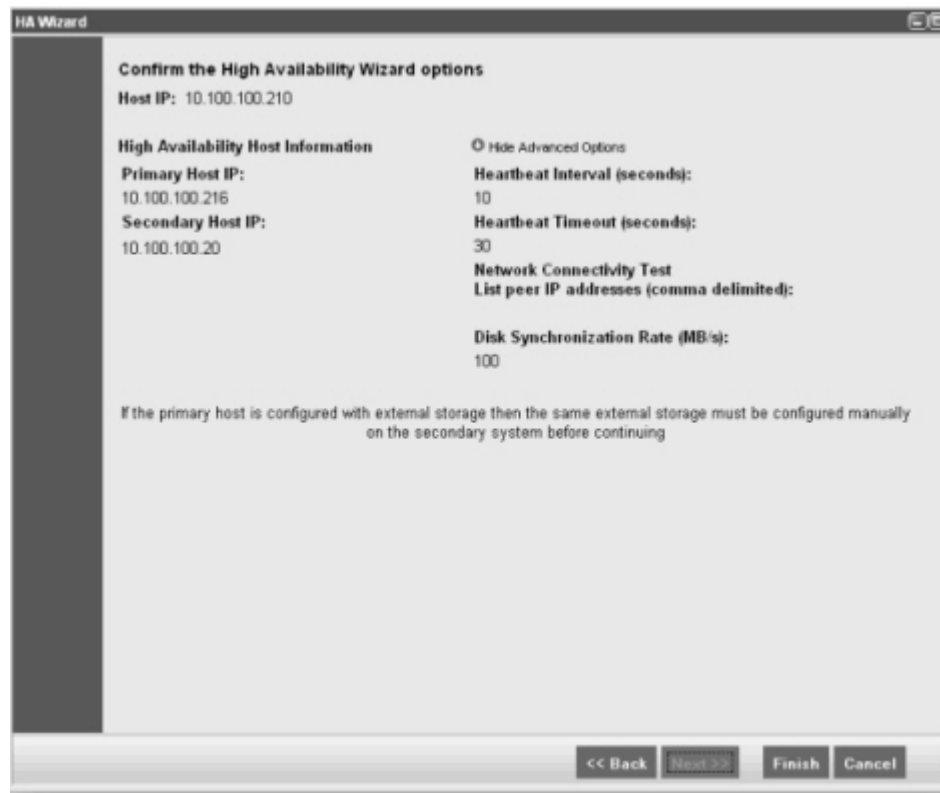 HA Wizard
Confirm the High Availability Wizard options
Host IP: 10.100.100.210
High Availability Host Information
Primary Host IP:
10.100.100.216
Secondary Host IP:
10.100.100.20
Hide Advanced Options
Heartbeat Interval (seconds):
10
Heartbeat Timeout (seconds):
30
Network Connectivity Test
List peer IP addresses (comma delimited):
Disk Synchronization Rate (MB/s):
100
If the primary host is configured with external storage then the same external storage must be configured manually
on the secondary system before continuing
<< Back
Next >>
Finish
Cancel